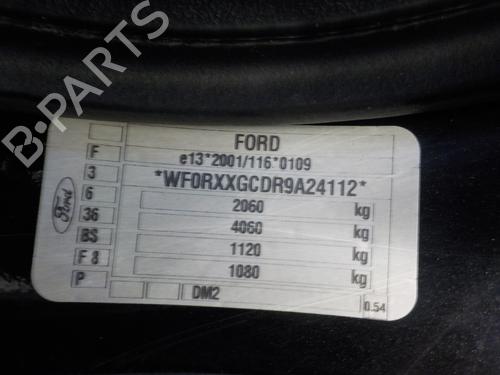 FORD
e13*2001/116*0109
*WF0RXXGCDR9A24112*
2060 kg
4060 kg
1120 kg
1080 kg
F
3
6
36
BS
F 8
P
Ford
DM2
0.54
B-PARTS